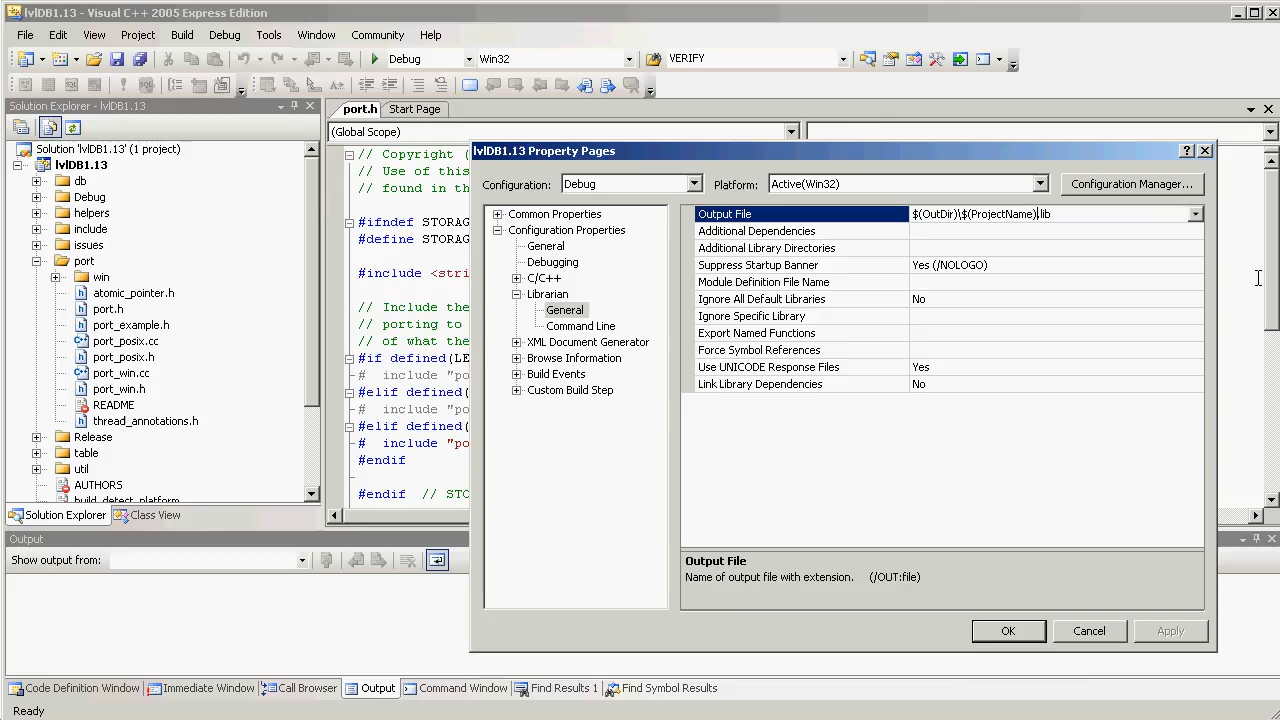 lvlDB1.13 - Visual C++ 2005 Express Edition
File Edit View Project Build Debug Tools Window Community Help
Debug Win32 VERIFY
Solution Explorer - lvlDB1.13
port.h Start Page
(Global Scope)
Solution 'lvlDB1.13' (1 project)
lvlDB1.13
db
Debug
helpers
include
issues
port
win
atomic_pointer.h
port.h
port_example.h
port_posix.cc
port_posix.h
port_win.cc
port_win.h
README
thread_annotations.h
Release
table
util
AUTHORS
build_detect_platform
Solution Explorer Class View
// Copyright (
// Use of this
// found in th
#ifndef STORAG
#define STORAG
#include <stri
// Include the
// porting to
// of what the
#if defined(LE
# include "po
#elif defined(
# include "po
#elif defined(
# include "po
#endif
#endif // STO
lvlDB1.13 Property Pages
Configuration: Debug Platform: Active(Win32) Configuration Manager...
Common Properties
Configuration Properties
General
Debugging
C/C++
Librarian
General
Command Line
XML Document Generator
Browse Information
Build Events
Custom Build Step
Output File $(OutDir)\$(ProjectName).lib
Additional Dependencies
Additional Library Directories
Suppress Startup Banner Yes (/NOLOGO)
Module Definition File Name
Ignore All Default Libraries No
Ignore Specific Library
Export Named Functions
Force Symbol References
Use UNICODE Response Files Yes
Link Library Dependencies No
Output File
Name of output file with extension. (/OUT:file)
OK Cancel Apply
Output
Show output from:
Code Definition Window Immediate Window Call Browser Output Command Window Find Results 1 Find Symbol Results
Ready